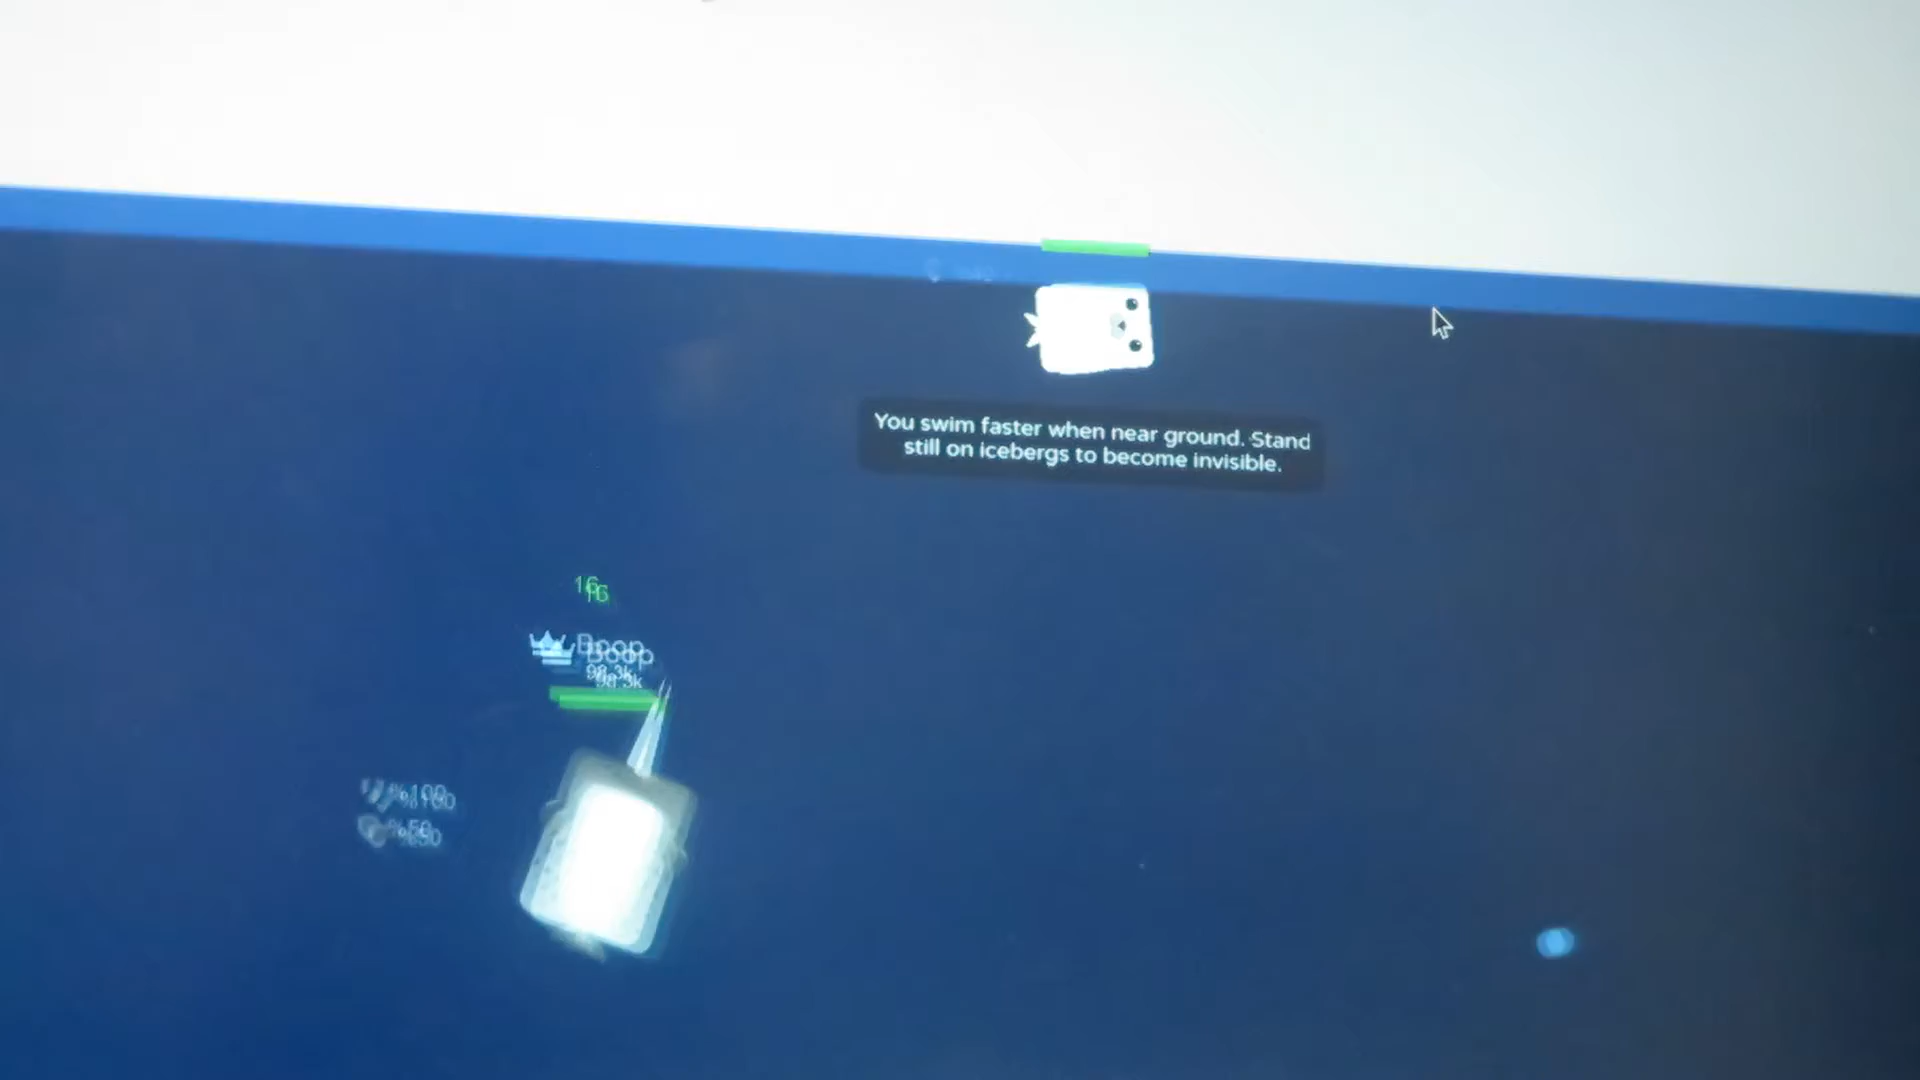 You swim faster when near ground. Stand
still on icebergs to become invisible.
16
Boop
98.3k
%100
%50